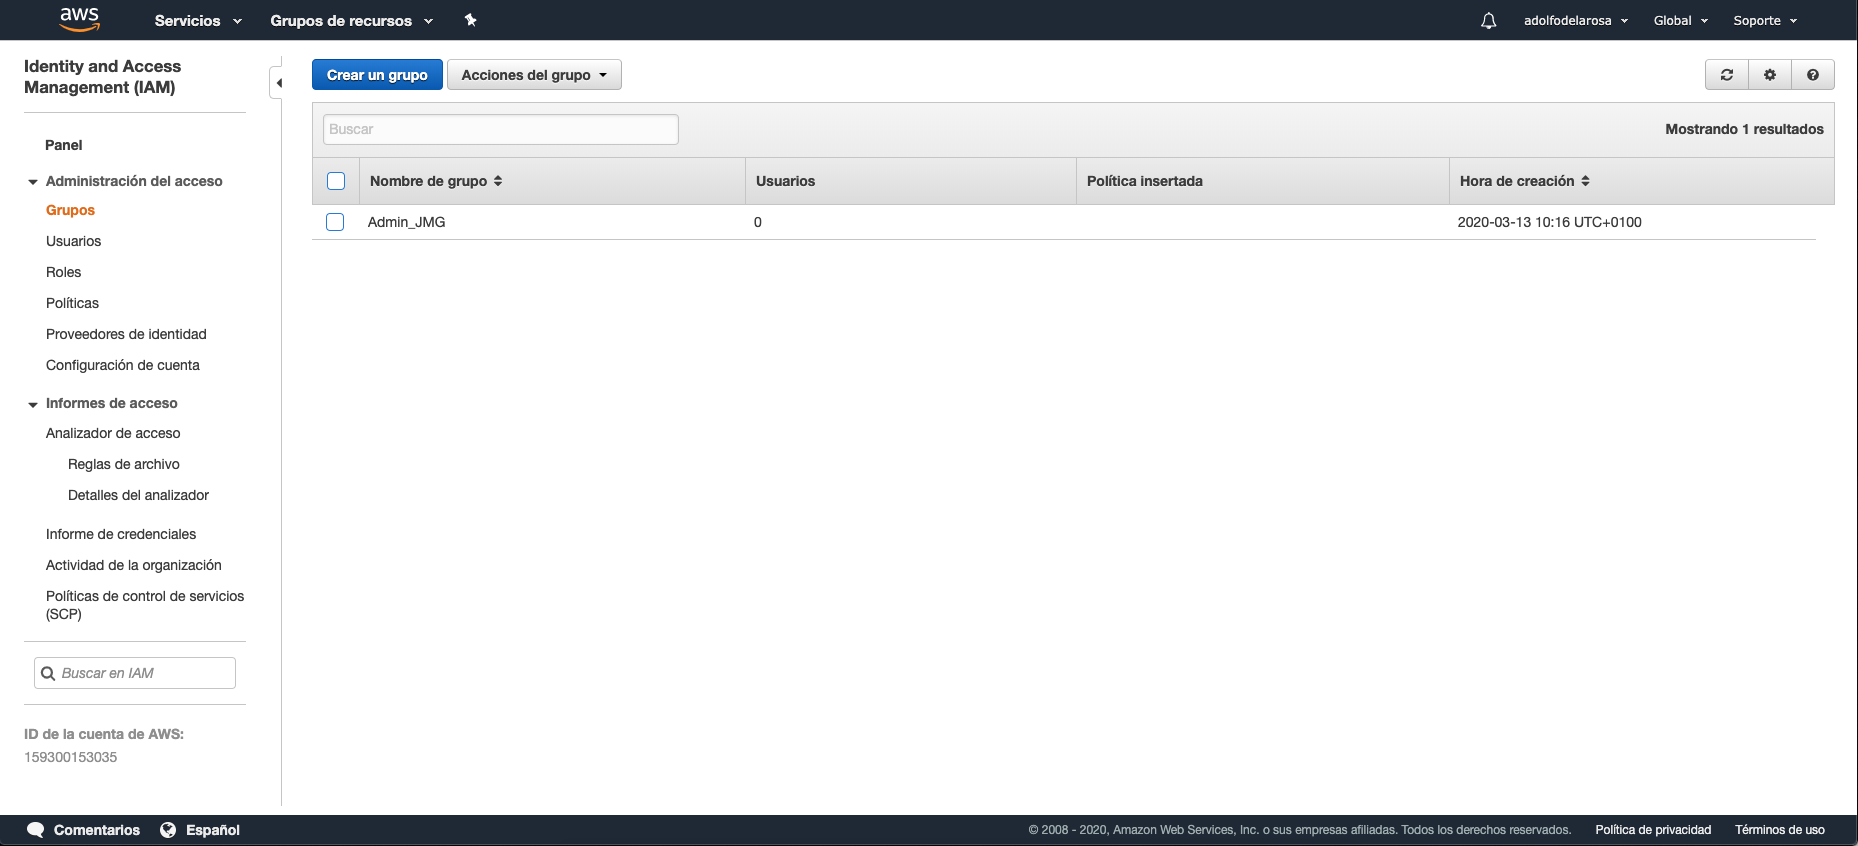 aws
Servicios
Grupos de recursos
adolfodelarosa
Global
Soporte
Identity and Access
Management (IAM)
Panel
Administración del acceso
Grupos
Usuarios
Roles
Políticas
Proveedores de identidad
Configuración de cuenta
Informes de acceso
Analizador de acceso
Reglas de archivo
Detalles del analizador
Informe de credenciales
Actividad de la organización
Políticas de control de servicios
(SCP)
Buscar en IAM
ID de la cuenta de AWS:
159300153035
Crear un grupo
Acciones del grupo
Buscar
Mostrando 1 resultados
Nombre de grupo
Usuarios
Política insertada
Hora de creación
Admin_JMG
0
2020-03-13 10:16 UTC+0100
Comentarios
Español
© 2008 - 2020, Amazon Web Services, Inc. o sus empresas afiliadas. Todos los derechos reservados.
Política de privacidad
Términos de uso